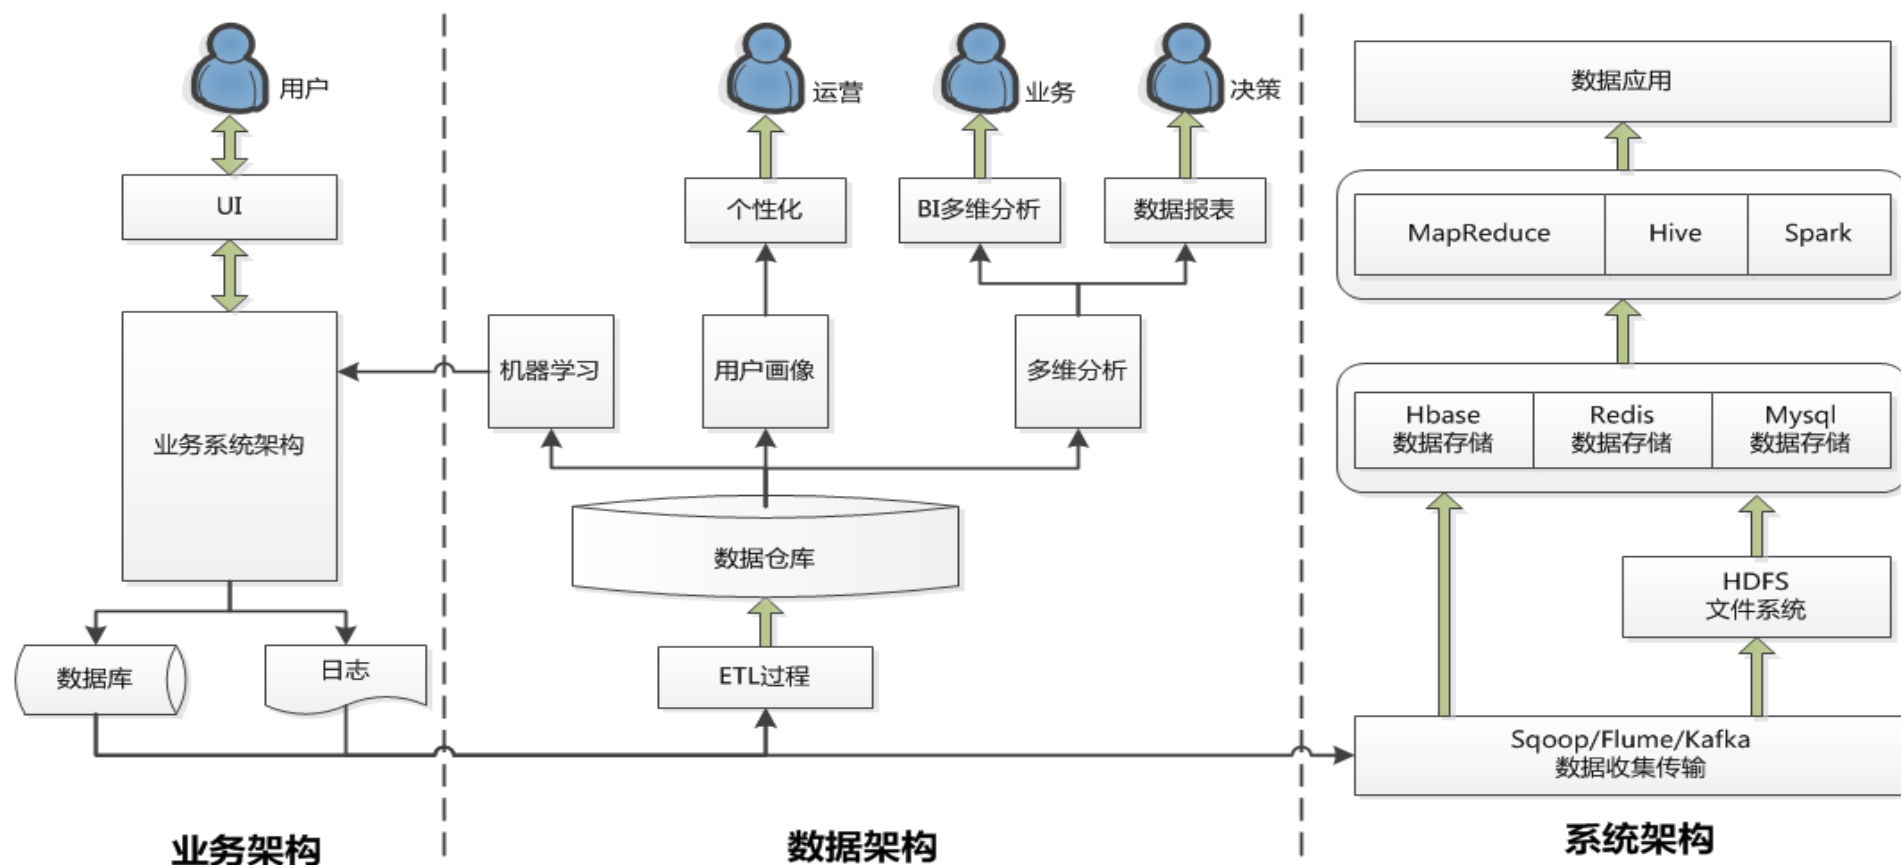 用户
UI
业务系统架构
数据库
日志
业务架构
运营
业务
决策
个性化
BI多维分析
数据报表
机器学习
用户画像
多维分析
数据仓库
ETL过程
数据架构
数据应用
MapReduce
Hive
Spark
Hbase
数据存储
Redis
数据存储
Mysql
数据存储
HDFS
文件系统
Sqoop/Flume/Kafka
数据收集传输
系统架构